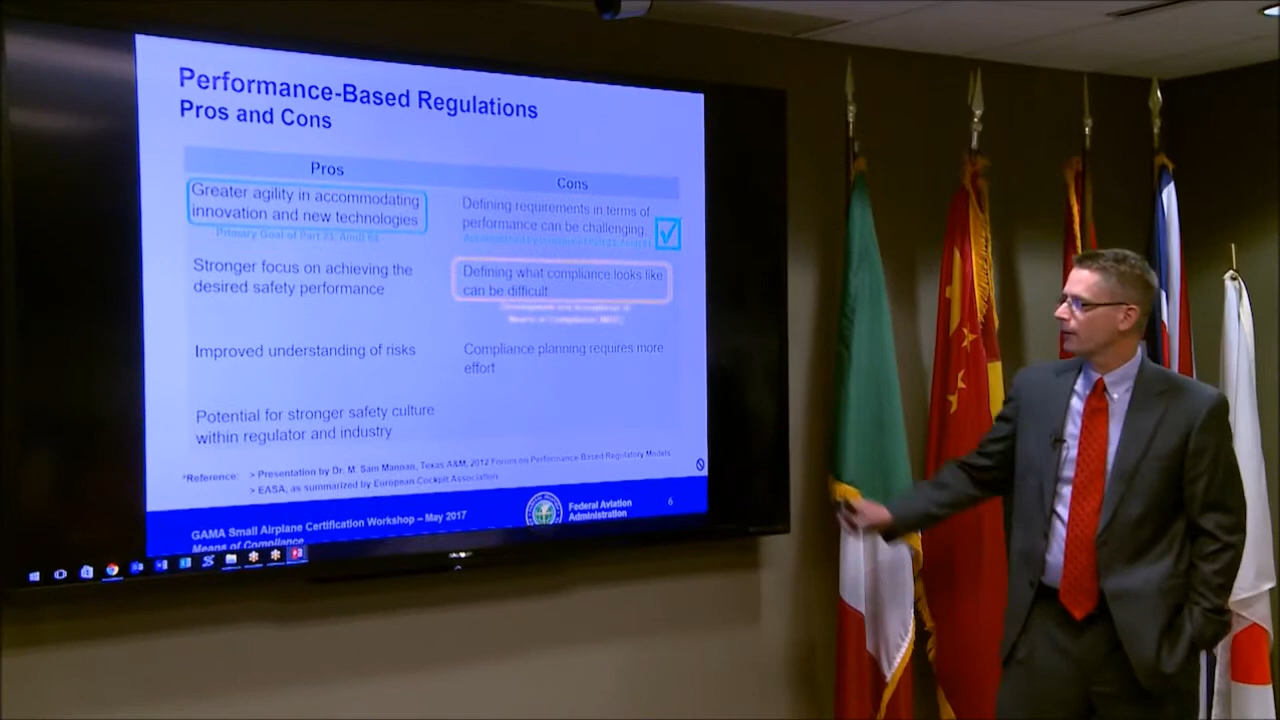 Performance-Based Regulations
Pros and Cons
Pros
Greater agility in accommodating
innovation and new technologies
Primary Goal of Part 23, Amdt 64
Stronger focus on achieving the
desired safety performance
Improved understanding of risks
Potential for stronger safety culture
within regulator and industry
Cons
Defining requirements in terms of
performance can be challenging.
Defining what compliance looks like
can be difficult
Means of Compliance (MOC)
Compliance planning requires more
effort
*Reference: > Presentation by Dr. M. Sam Mannan, Texas A&M, 2012 Forum on Performance-Based Regulatory Models
> EASA, as summarized by European Cockpit Association
GAMA Small Airplane Certification Workshop – May 2017
Means of Compliance
Federal Aviation
Administration
6